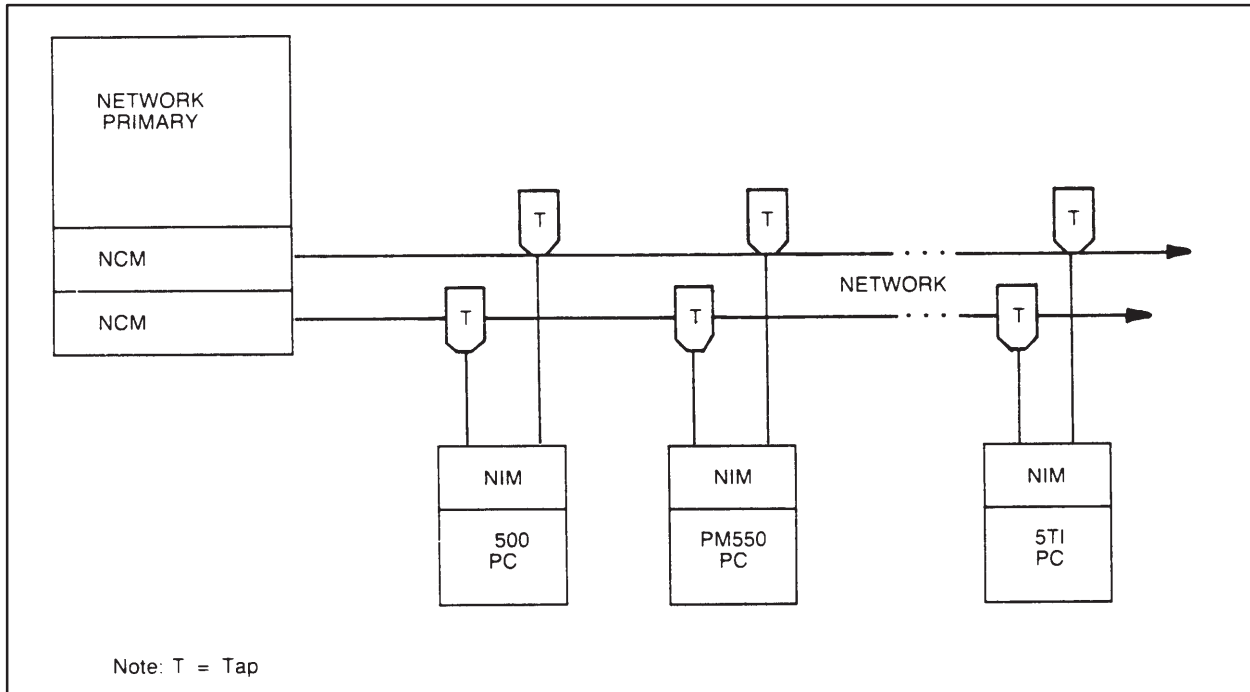 NETWORK
PRIMARY
NCM
NCM
T
T
T
NETWORK
T
T
T
NIM
500
PC
NIM
PM550
PC
NIM
5TI
PC
Note: T = Tap